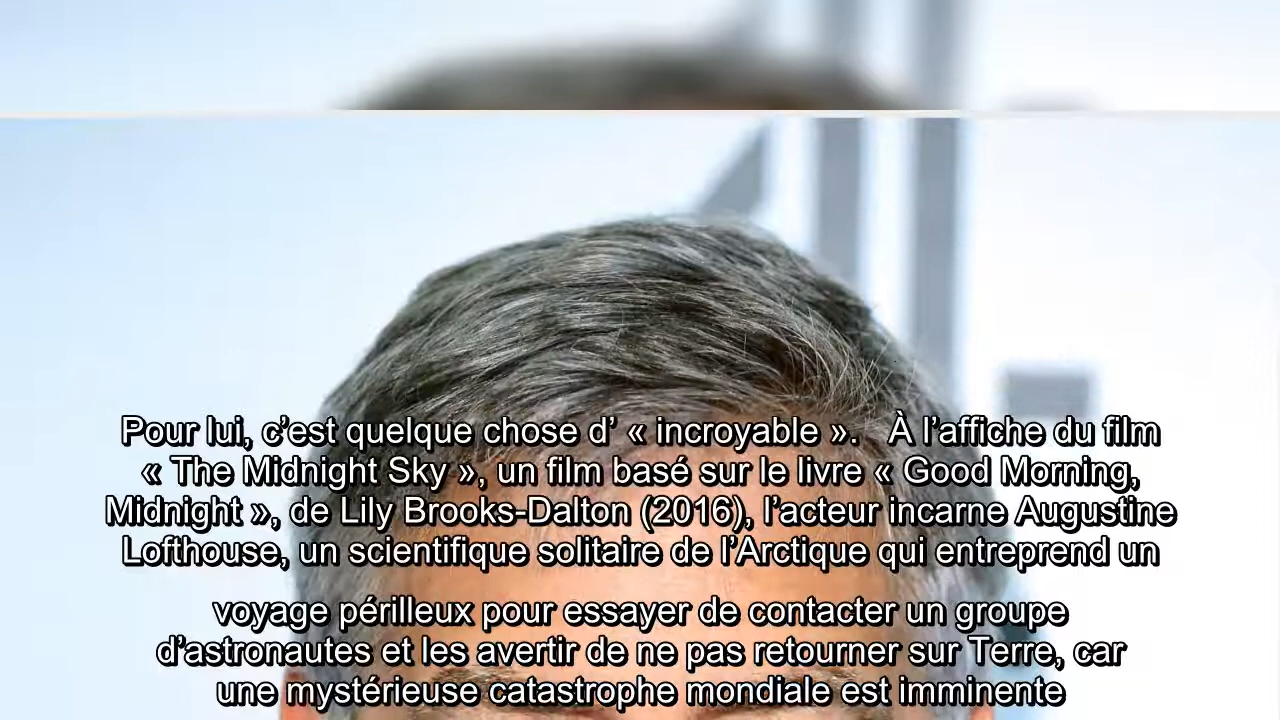 Pour lui, c’est quelque chose d’ « incroyable ».   À l’affiche du film
« The Midnight Sky », un film basé sur le livre « Good Morning,
Midnight », de Lily Brooks-Dalton (2016), l’acteur incarne Augustine
Lofthouse, un scientifique solitaire de l’Arctique qui entreprend un
voyage périlleux pour essayer de contacter un groupe
d’astronautes et les avertir de ne pas retourner sur Terre, car
une mystérieuse catastrophe mondiale est imminente